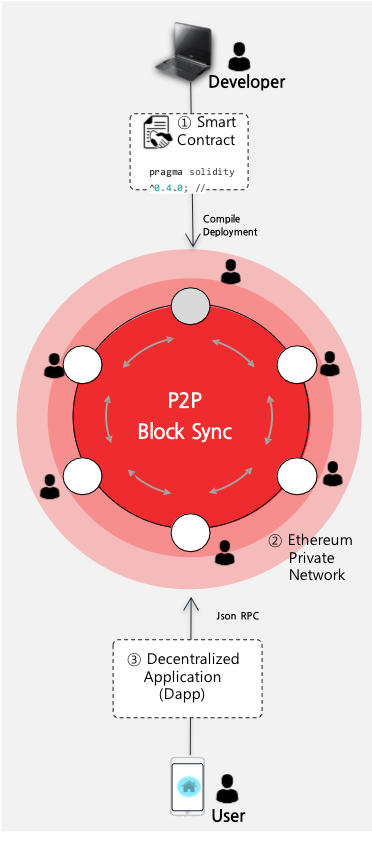 Developer
① Smart
Contract
pragma solidity
^0.4.0; //
Compile
Deployment
P2P
Block Sync
② Ethereum
Private
Network
Json RPC
③ Decentralized
Application
(Dapp)
User